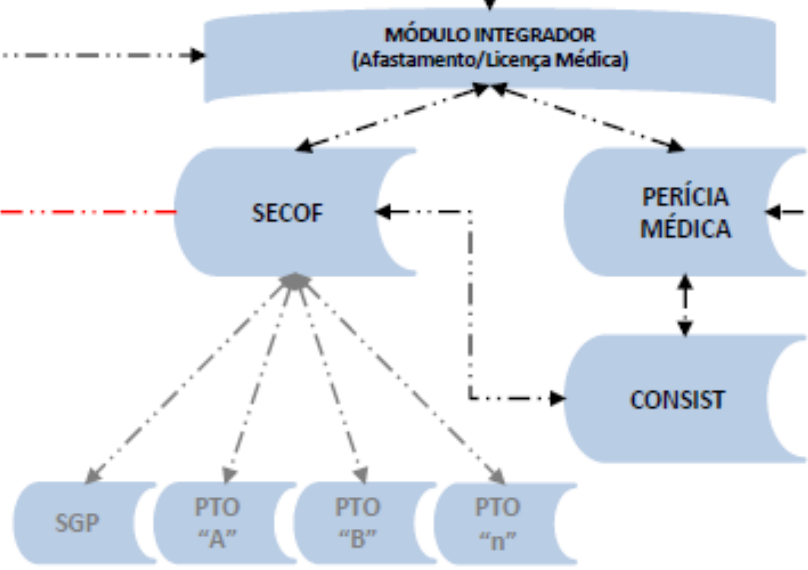 MÓDULO INTEGRADOR
(Afastamento/Licença Médica)
SECOF
PERÍCIA
MÉDICA
CONSIST
SGP
PTO
“A”
PTO
“B”
PTO
“n”